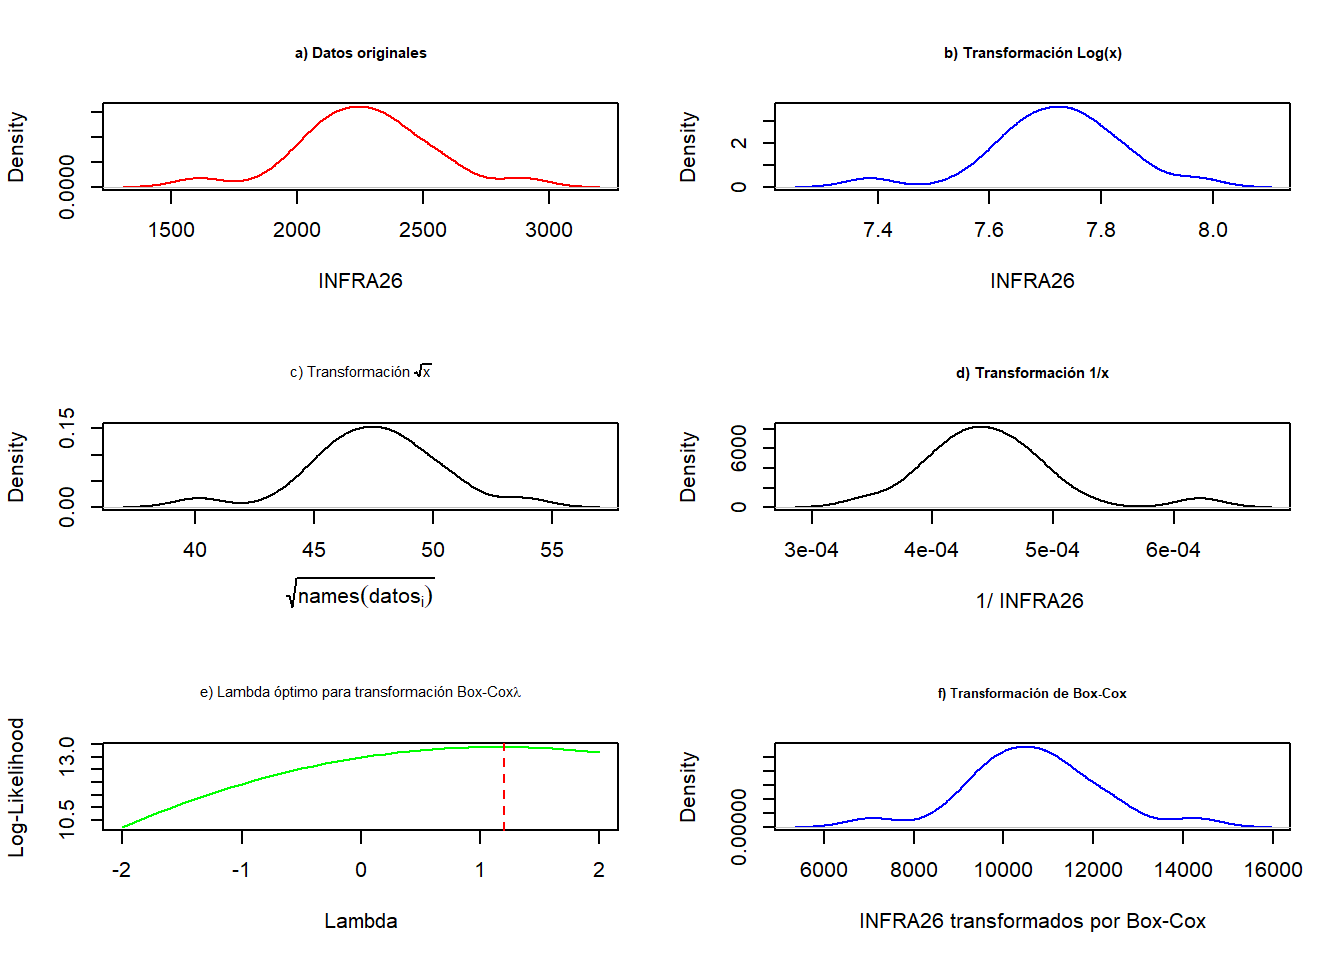 a) Datos originales
Density
0.0000
1500 2000 2500 3000
INFRA26
b) Transformación Log(x)
Density
0 2
7.4 7.6 7.8 8.0
INFRA26
c) Transformación √x
Density
0.00 0.15
40 45 50 55
√names(datosᵢ)
d) Transformación 1/x
Density
0 6000
3e-04 4e-04 5e-04 6e-04
1/ INFRA26
e) Lambda óptimo para transformación Box-Coxλ
Log-Likelihood
10.5 13.0
-2 -1 0 1 2
Lambda
f) Transformación de Box-Cox
Density
0.00000
6000 8000 10000 12000 14000 16000
INFRA26 transformados por Box-Cox